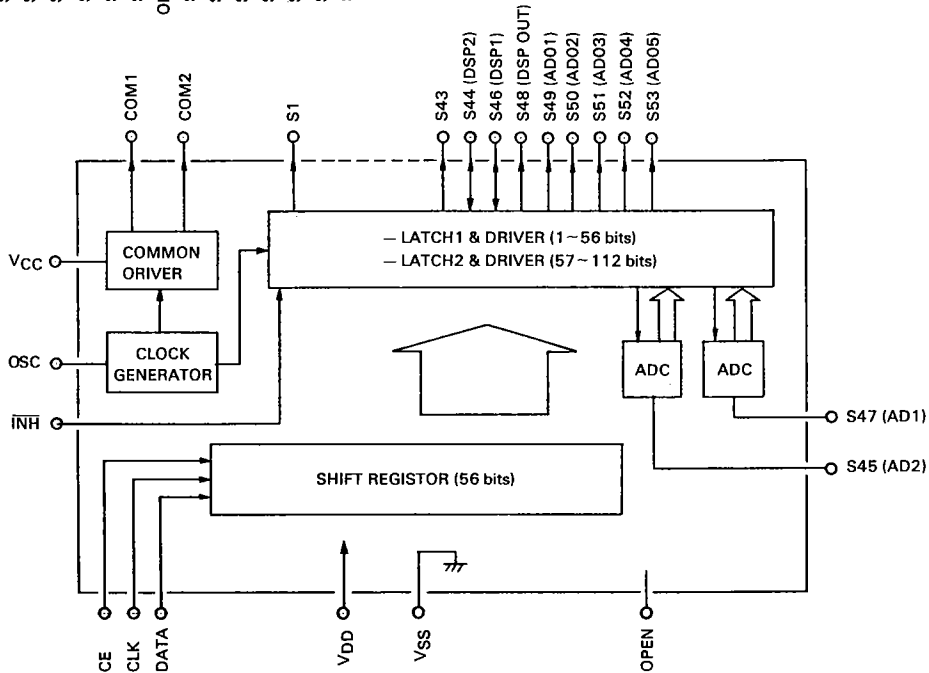 COM1
COM2
S1
S43
S44 (DSP2)
S46 (DSP1)
S48 (DSP OUT)
S49 (AD01)
S50 (AD02)
S51 (AD03)
S52 (AD04)
S53 (AD05)
VCC
COMMON
ORIVER
— LATCH1 & DRIVER (1~56 bits)
— LATCH2 & DRIVER (57~112 bits)
OSC
CLOCK
GENERATOR
ADC
ADC
INH
S47 (AD1)
S45 (AD2)
SHIFT REGISTOR (56 bits)
CE
CLK
DATA
VDD
VSS
OPEN